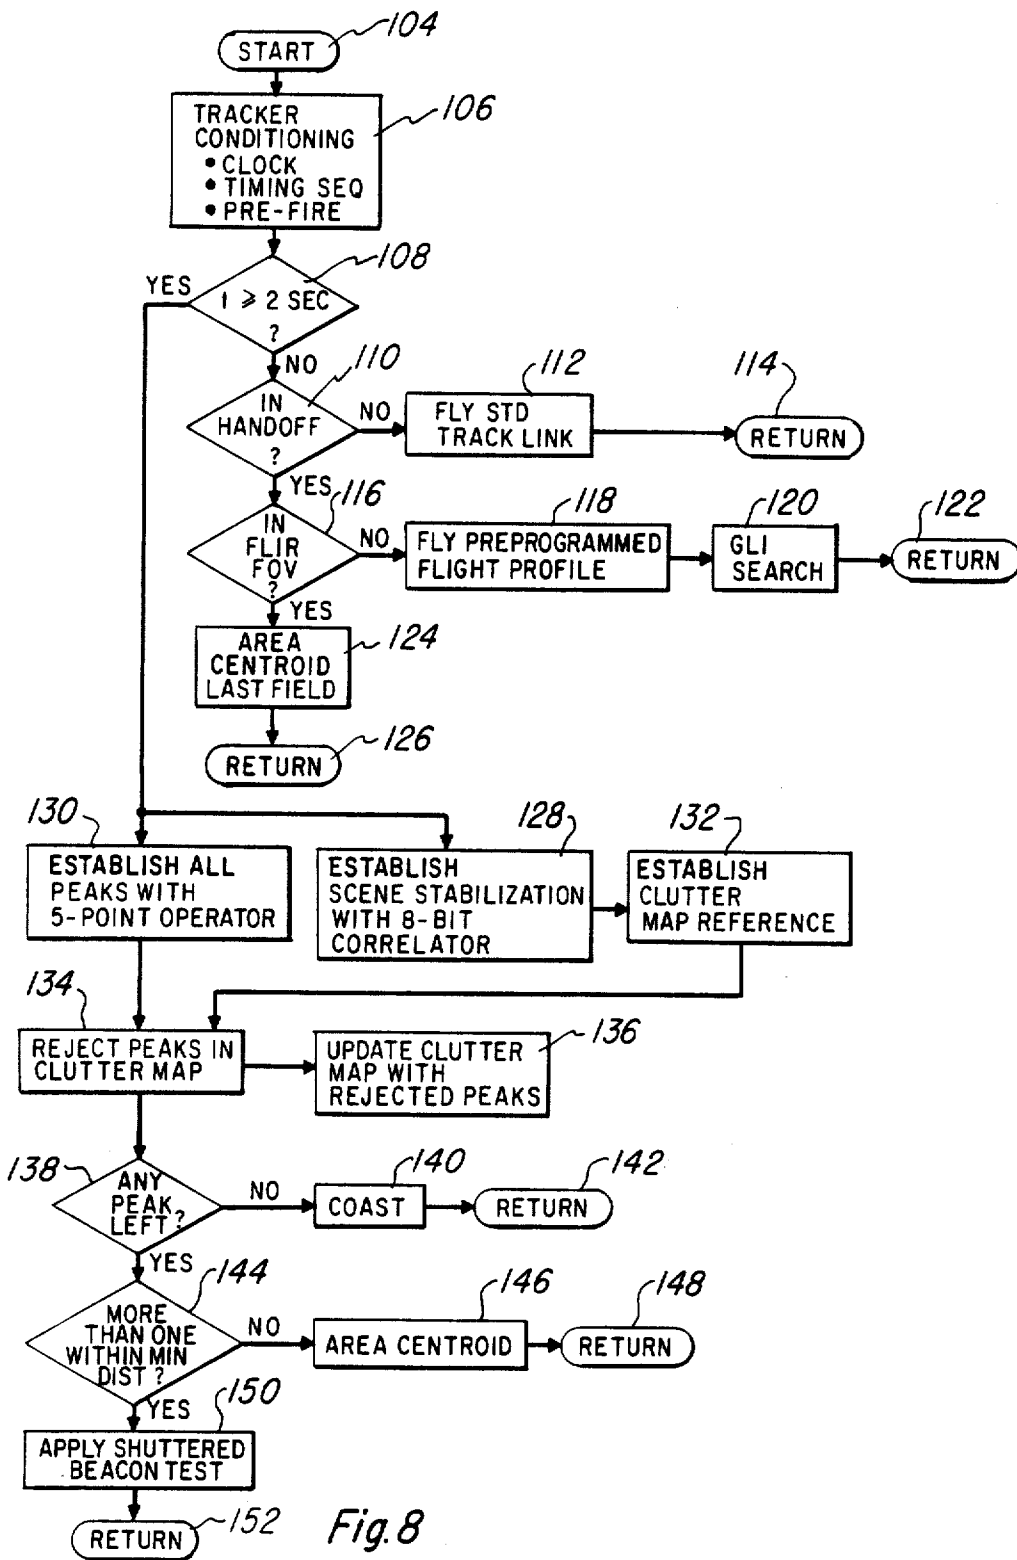 104
START
106
TRACKER
CONDITIONING
• CLOCK
• TIMING SEQ
• PRE-FIRE
108
YES
1 ⩾ 2 SEC
?
NO
110
IN
HANDOFF
?
NO
112
FLY STD
TRACK LINK
114
RETURN
YES
116
IN
FLIR
FOV
?
NO
118
FLY PREPROGRAMMED
FLIGHT PROFILE
120
GLI
SEARCH
122
RETURN
YES
124
AREA
CENTROID
LAST FIELD
126
RETURN
130
ESTABLISH ALL
PEAKS WITH
5-POINT OPERATOR
128
ESTABLISH
SCENE STABILIZATION
WITH 8-BIT
CORRELATOR
132
ESTABLISH
CLUTTER
MAP REFERENCE
134
REJECT PEAKS IN
CLUTTER MAP
136
UPDATE CLUTTER
MAP WITH
REJECTED PEAKS
138
ANY
PEAK
LEFT ?
NO
140
COAST
142
RETURN
YES
144
MORE
THAN ONE
WITHIN MIN
DIST ?
NO
146
AREA CENTROID
148
RETURN
YES
150
APPLY SHUTTERED
BEACON TEST
152
RETURN
Fig. 8